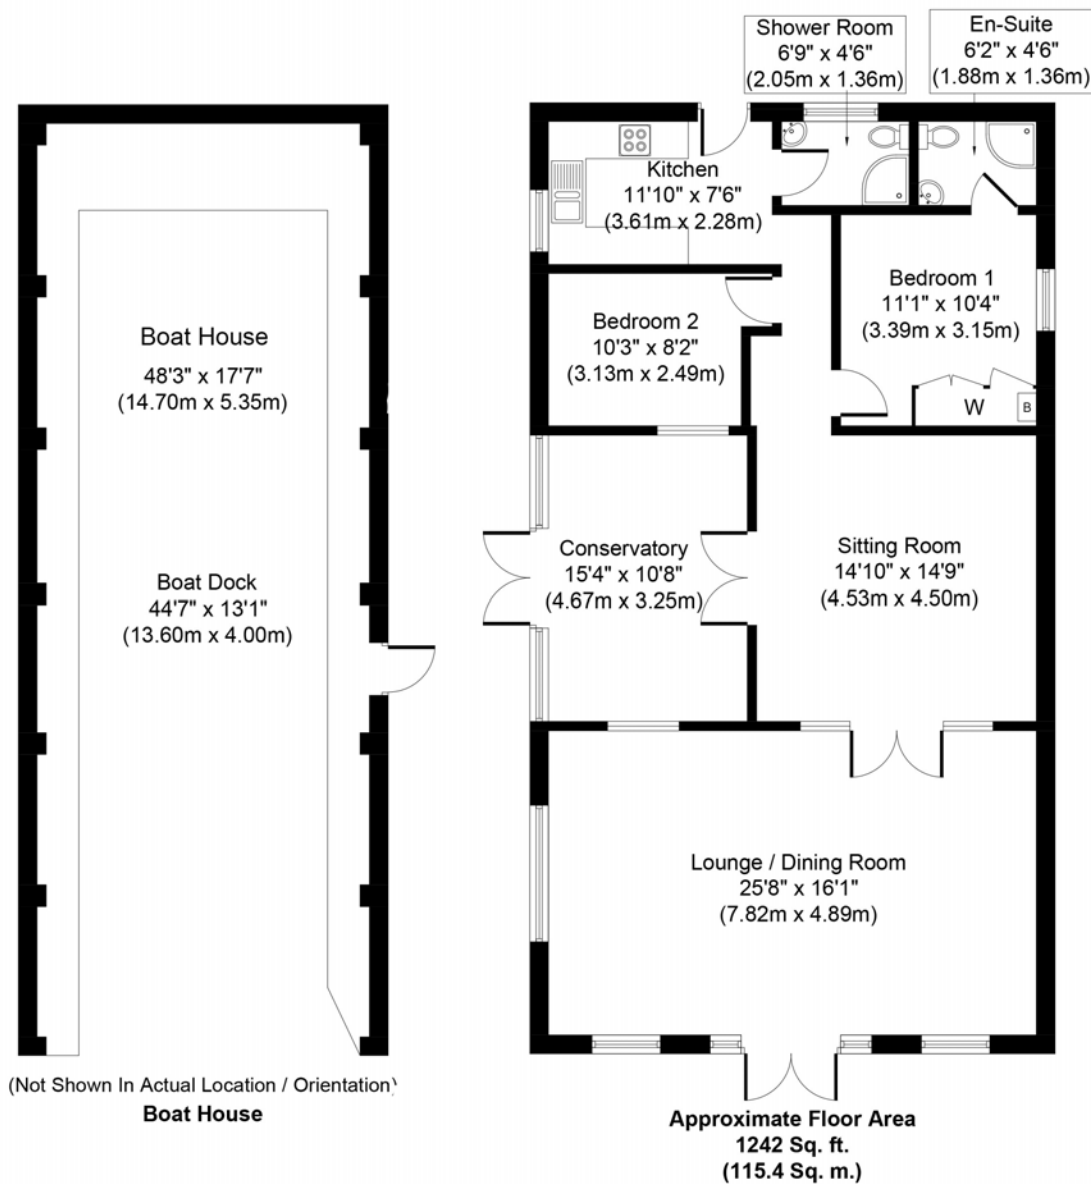 Shower Room
6'9" x 4'6"
(2.05m x 1.36m)
En-Suite
6'2" x 4'6"
(1.88m x 1.36m)
Kitchen
11'10" x 7'6"
(3.61m x 2.28m)
Bedroom 1
11'1" x 10'4"
(3.39m x 3.15m)
W
B
Bedroom 2
10'3" x 8'2"
(3.13m x 2.49m)
Boat House
48'3" x 17'7"
(14.70m x 5.35m)
Boat Dock
44'7" x 13'1"
(13.60m x 4.00m)
Conservatory
15'4" x 10'8"
(4.67m x 3.25m)
Sitting Room
14'10" x 14'9"
(4.53m x 4.50m)
Lounge / Dining Room
25'8" x 16'1"
(7.82m x 4.89m)
(Not Shown In Actual Location / Orientation)
Boat House
Approximate Floor Area
1242 Sq. ft.
(115.4 Sq. m.)